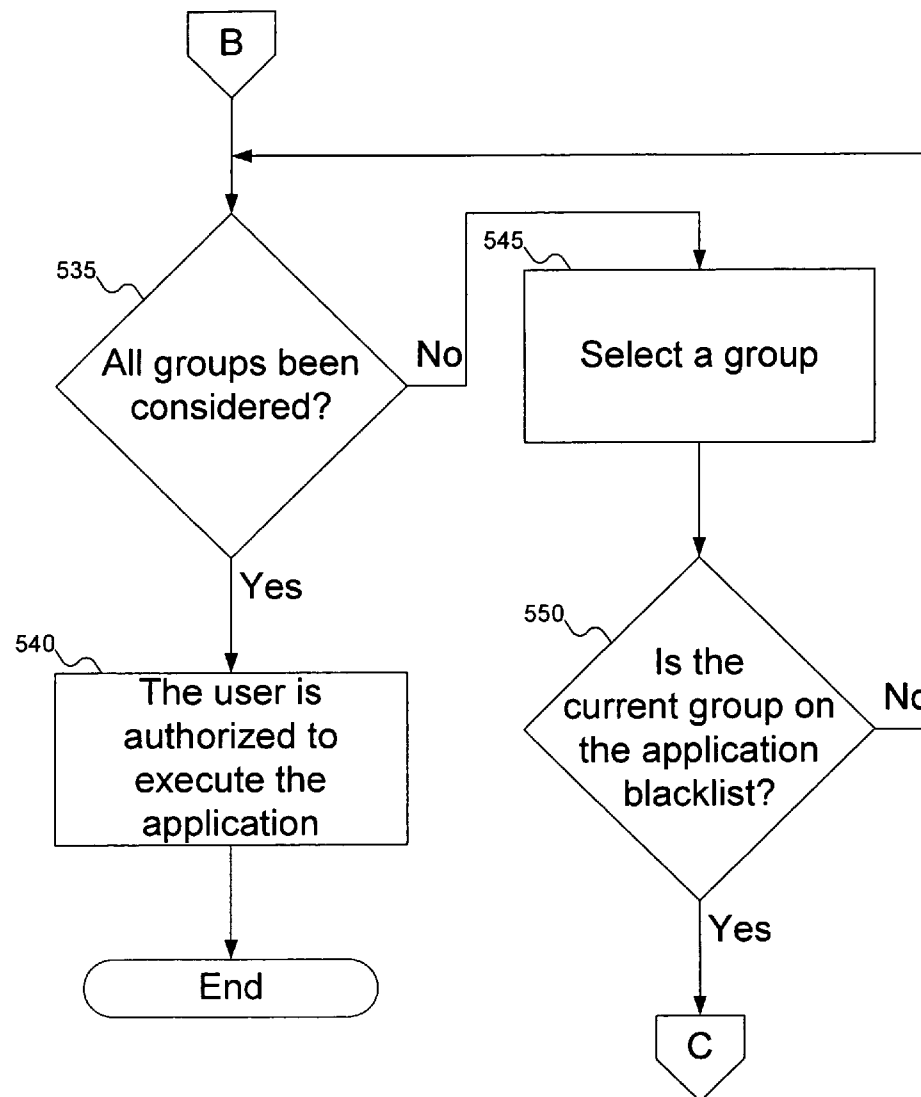 B
535
All groups been
considered?
No
Yes
540
The user is
authorized to
execute the
application
End
545
Select a group
550
Is the
current group on
the application
blacklist?
No
Yes
C